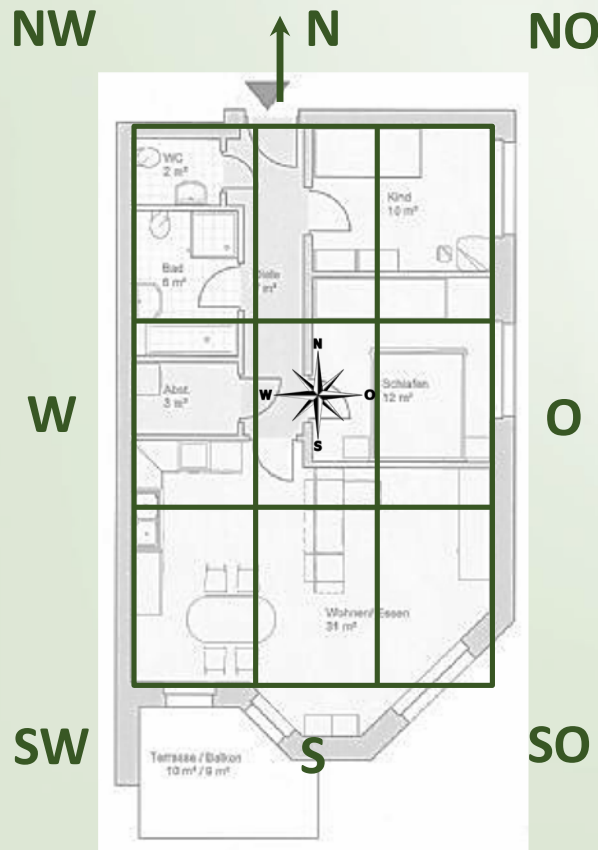 NW
N
NO
WC
2 m²
Kind
10 m²
Bad
6 m²
Diele
m²
N
W
O
S
Schlafen
12 m²
Abst.
3 m²
W
O
Wohnen/Essen
31 m²
SW
S
SO
Terrasse / Balkon
10 m² / 9 m²